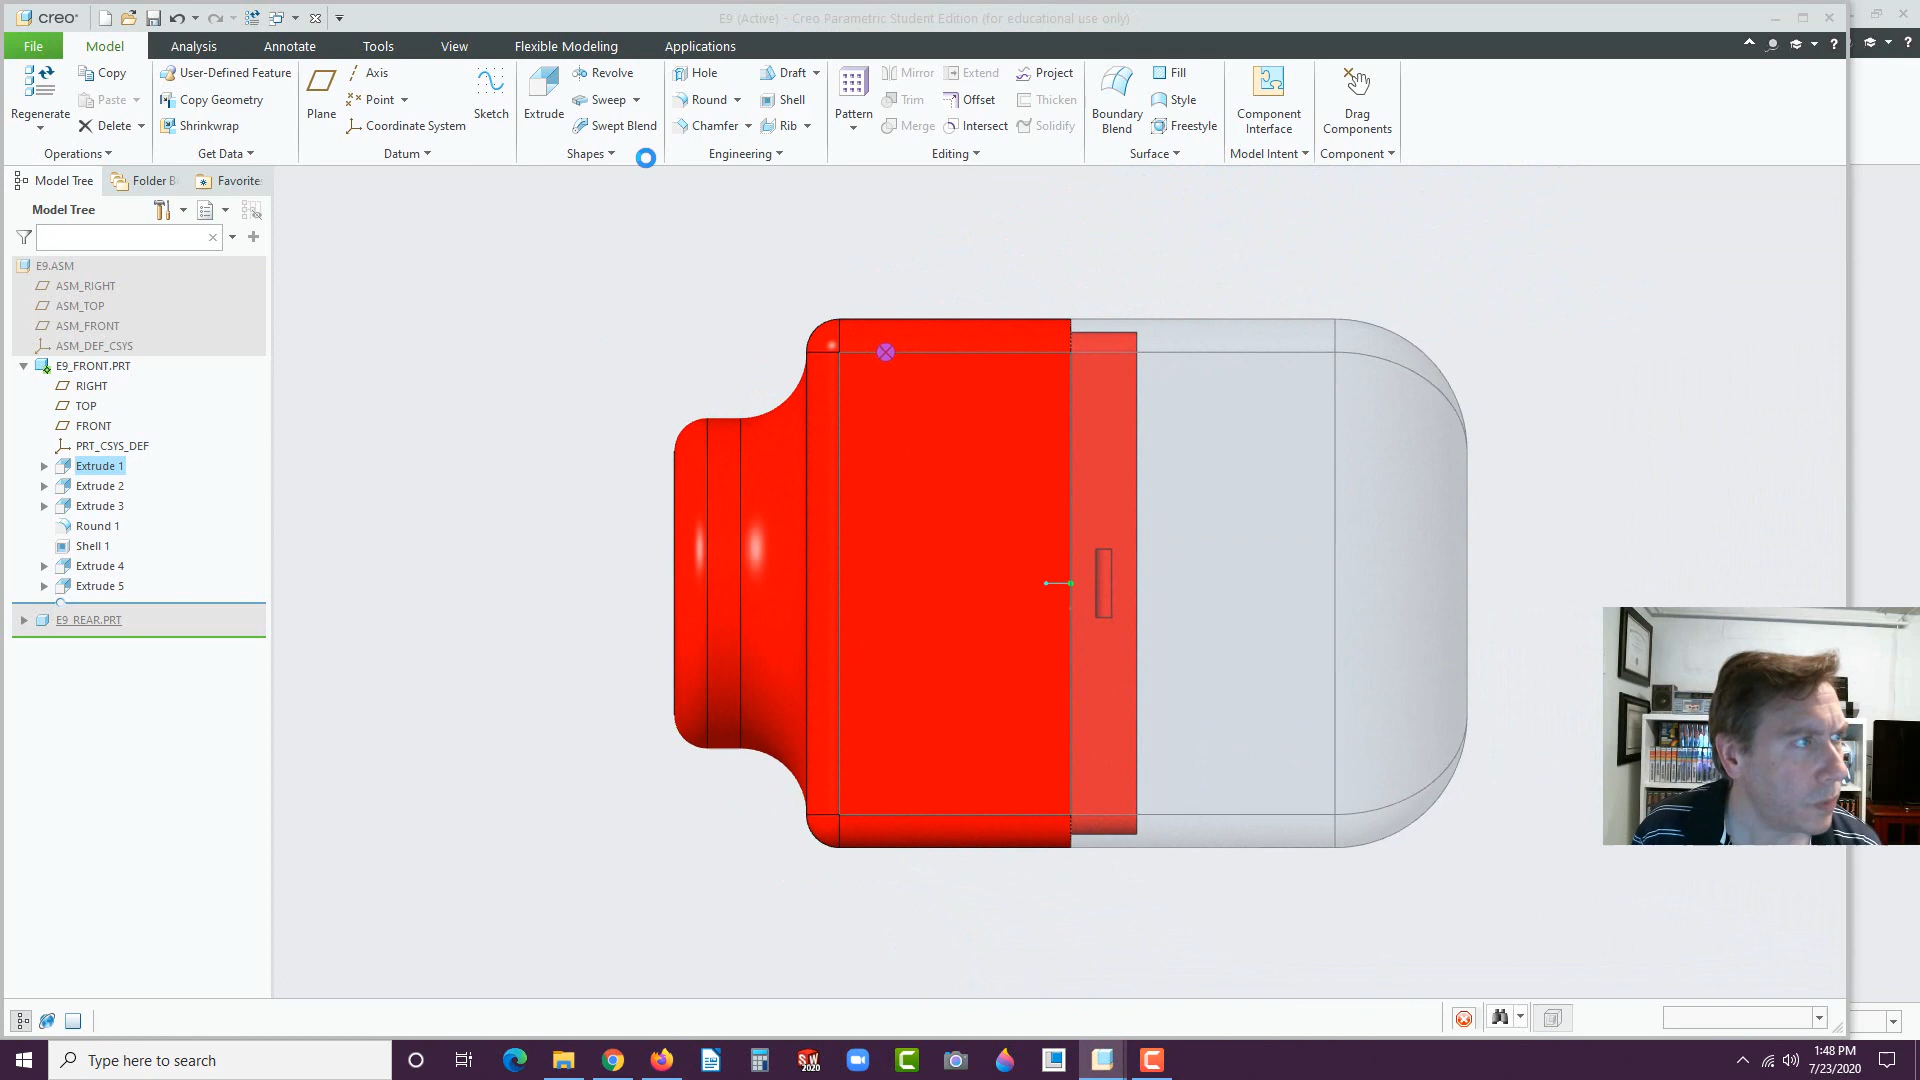 creo
E9 (Active) - Creo Parametric Student Edition (for educational use only)
File Model Analysis Annotate Tools View Flexible Modeling Applications
Regenerate
Copy
Paste
Delete
Operations
User-Defined Feature
Copy Geometry
Shrinkwrap
Get Data
Plane
Axis
Point
Coordinate System
Sketch
Datum
Extrude
Revolve
Sweep
Swept Blend
Shapes
Hole
Round
Chamfer
Draft
Shell
Rib
Engineering
Pattern
Mirror
Trim
Merge
Extend
Offset
Intersect
Project
Thicken
Solidify
Editing
Boundary
Blend
Fill
Style
Freestyle
Surface
Component
Interface
Model Intent
Drag
Components
Component
Model Tree
Folder B
Favorite
Model Tree
E9.ASM
ASM_RIGHT
ASM_TOP
ASM_FRONT
ASM_DEF_CSYS
E9_FRONT.PRT
RIGHT
TOP
FRONT
PRT_CSYS_DEF
Extrude 1
Extrude 2
Extrude 3
Round 1
Shell 1
Extrude 4
Extrude 5
E9_REAR.PRT
Type here to search
SW
2020
1:48 PM
7/23/2020